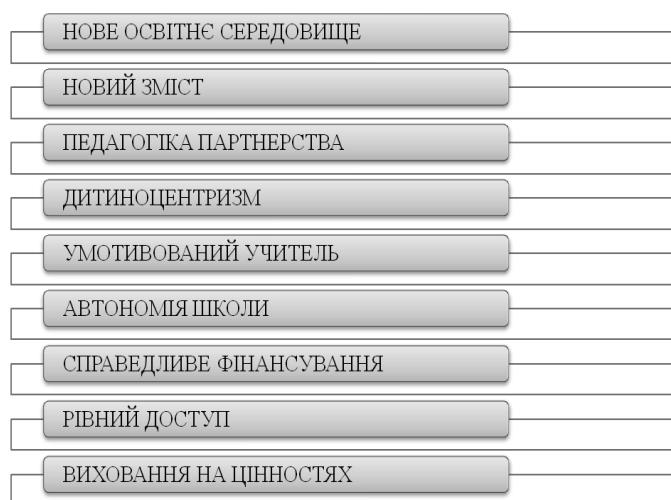 НОВЕ ОСВІТНЄ СЕРЕДОВИЩЕ
НОВИЙ ЗМІСТ
ПЕДАГОГІКА ПАРТНЕРСТВА
ДИТИНОЦЕНТРИЗМ
УМОТИВОВАНИЙ УЧИТЕЛЬ
АВТОНОМІЯ ШКОЛИ
СПРАВЕДЛИВЕ ФІНАНСУВАННЯ
РІВНИЙ ДОСТУП
ВИХОВАННЯ НА ЦІННОСТЯХ